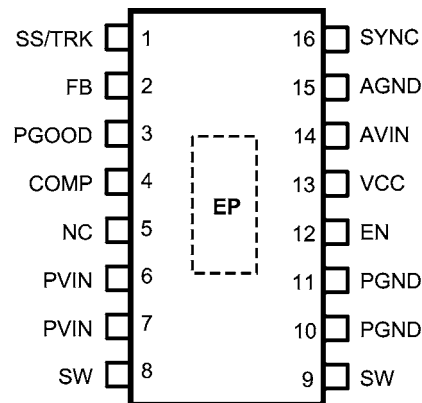 SS/TRK 1 16 SYNC
FB 2 15 AGND
PGOOD 3 14 AVIN
COMP 4 13 VCC
EP
NC 5 12 EN
PVIN 6 11 PGND
PVIN 7 10 PGND
SW 8 9 SW